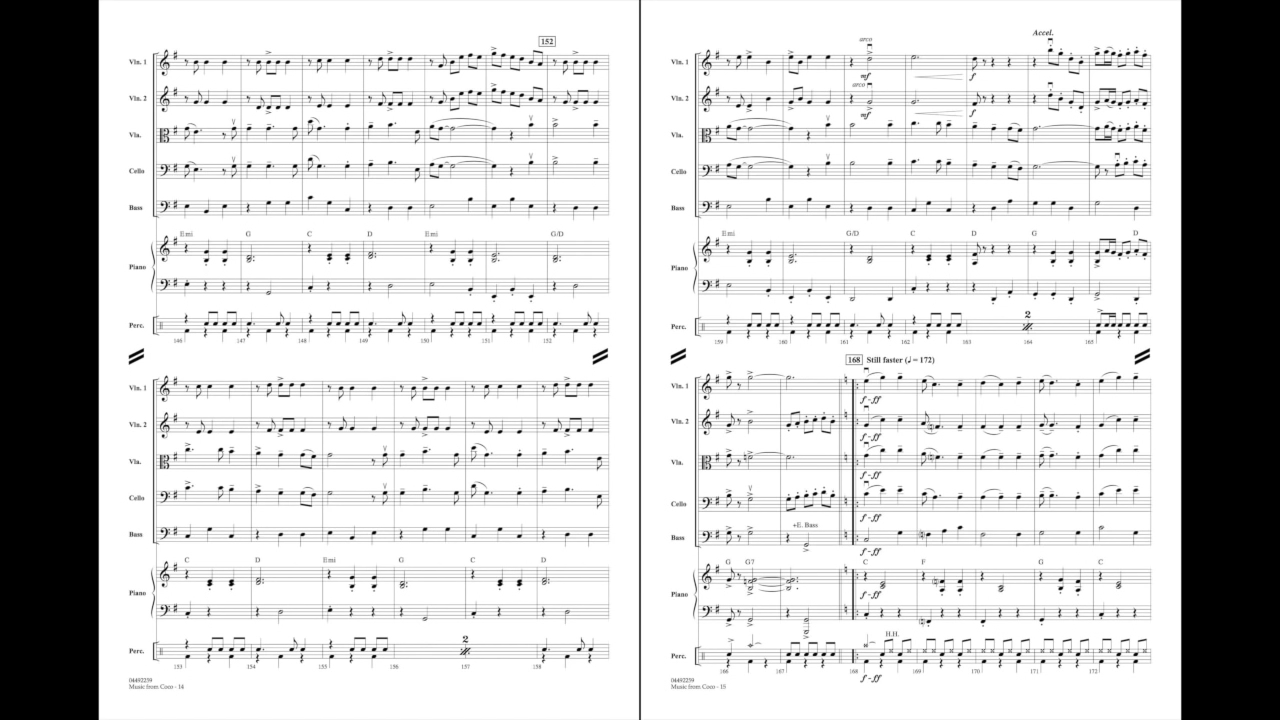 152
Vln. 1
Vln. 2
Vla.
Cello
Bass
Emi G C D Emi G/D
Piano
Perc.
146 147 148 149 150 151 152
Vln. 1
Vln. 2
Vla.
Cello
Bass
C D Emi G C D
Piano
2
Perc.
153 154 155 156 157 158
04492259
Music from Coco - 14
Accel.
arco
Vln. 1
mf f
arco
Vln. 2
mf f
Vla.
Cello
Bass
Emi G/D C D G D
Piano
2
Perc.
159 160 161 162 163 164 165
168 Still faster (♩ = 172)
Vln. 1
f - ff
Vln. 2
f - ff
Vla.
f - ff
Cello
f - ff
+E. Bass
Bass
f - ff
G G7 C F G C
Piano
f - ff
H.H.
Perc.
166 167 168 169 170 171 172
f - ff
04492259
Music from Coco - 15